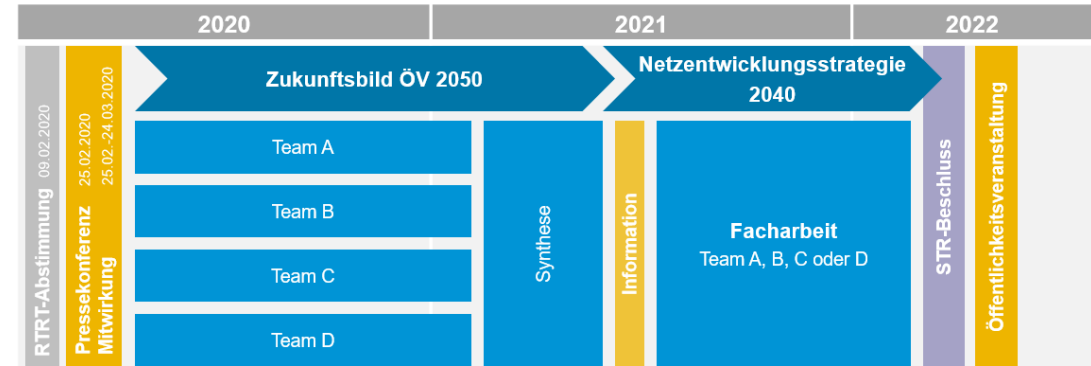 2020
2021
2022
RTRT-Abstimmung 09.02.2020
Pressekonferenz 25.02.2020
Mitwirkung 25.02.-24.03.2020
Zukunftsbild ÖV 2050
Team A
Team B
Team C
Team D
Synthese
Netzentwicklungsstrategie
2040
Information
Facharbeit
Team A, B, C oder D
STR-Beschluss
Öffentlichkeitsveranstaltung